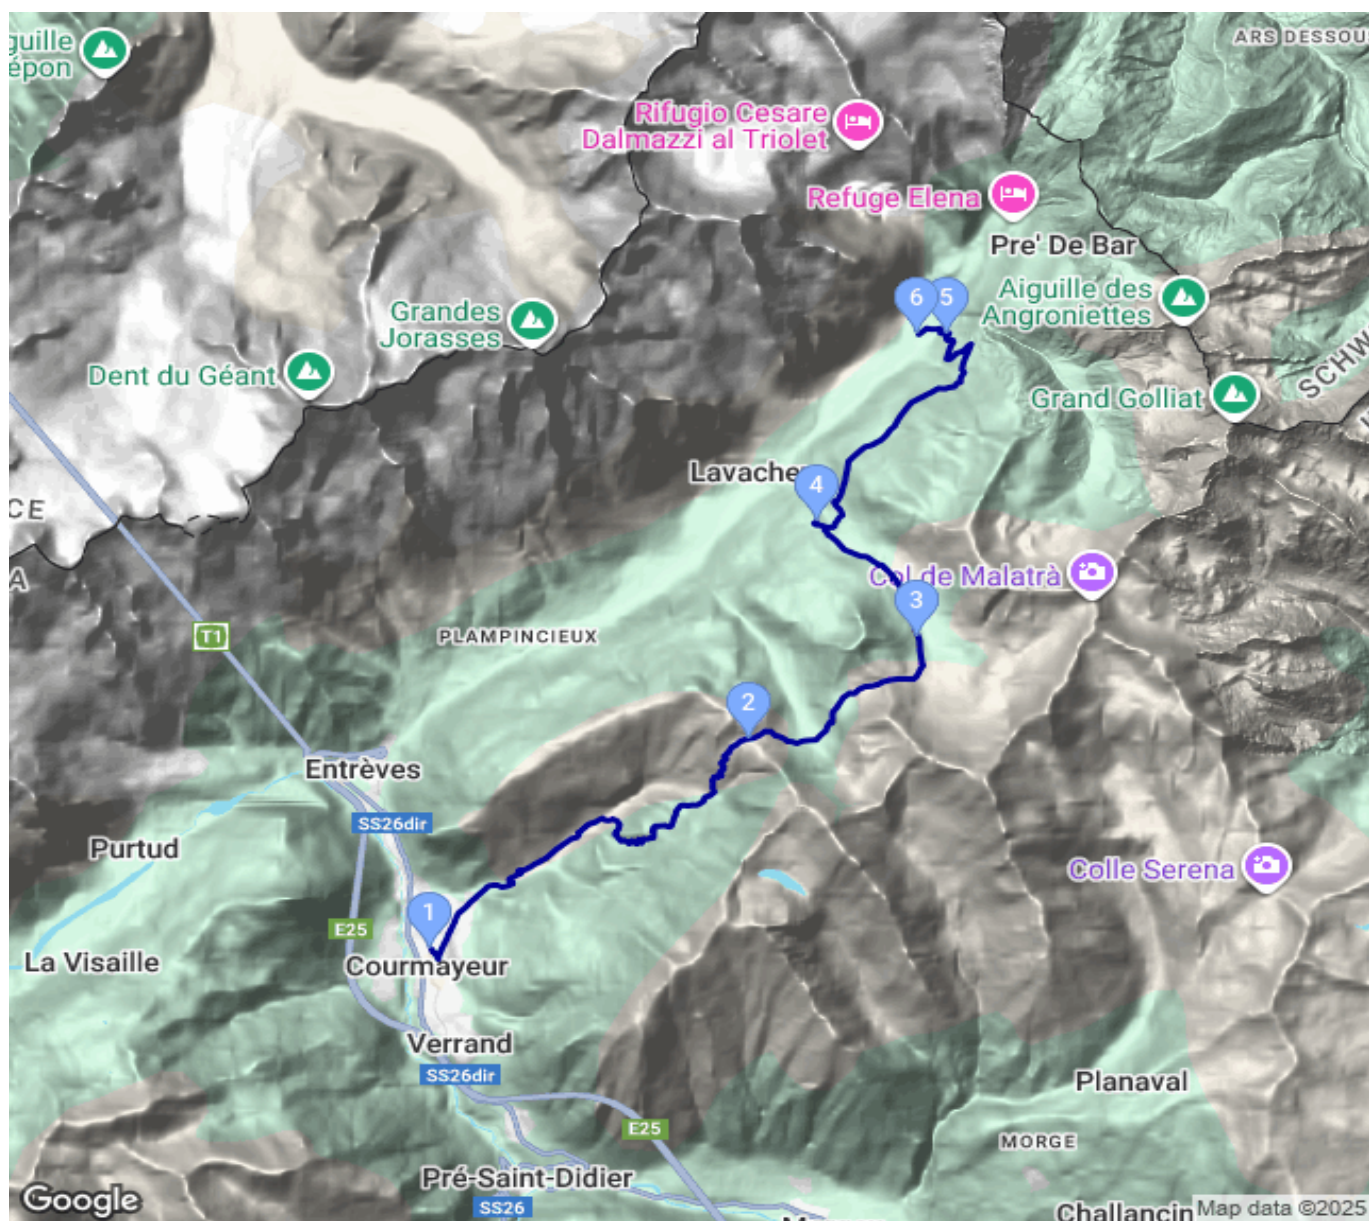 guille
épon
ARS DESSOU
Rifugio Cesare
Dalmazzi al Triolet
Refuge Elena
Pre' De Bar
Grandes
Jorasses
6
5
Aiguille des
Angroniettes
Dent du Géant
SCHW
Grand Golliat
Lavache
4
CE
A
Col de Malatrà
3
T1
PLAMPINCIEUX
2
Entrèves
SS26dir
Purtud
Colle Serena
1
E25
La Visaille
Courmayeur
Verrand
SS26dir
Planaval
E25
MORGE
Pré-Saint-Didier
SS26
Google
Challancin
Map data ©2025